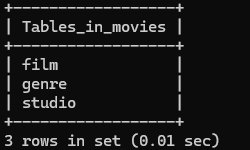 +------------------+
| Tables_in_movies |
+------------------+
| film             |
| genre            |
| studio           |
+------------------+
3 rows in set (0.01 sec)